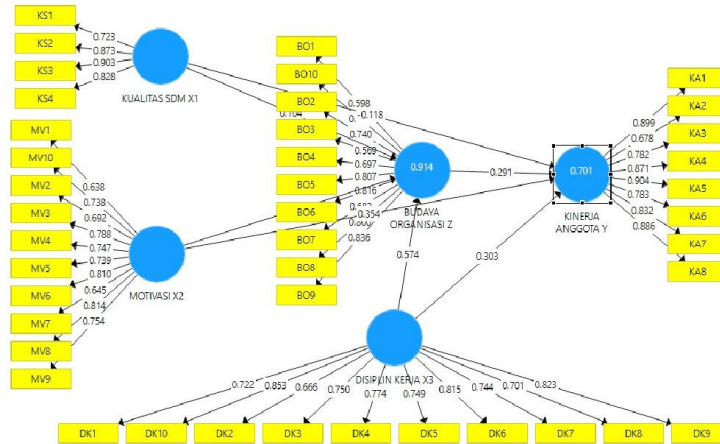 KS1
KS2
KS3
KS4
0.723
0.873
0.903
0.828
KUALITAS SDM X1
MV1
MV10
MV2
MV3
MV4
MV5
MV6
MV7
MV8
MV9
0.638
0.738
0.692
0.788
0.747
0.739
0.810
0.645
0.814
0.754
MOTIVASI X2
BO1
BO10
BO2
BO3
BO4
BO5
BO6
BO7
BO8
BO9
0.598
-0.118
0.104
0.740
0.569
0.697
0.807
0.816
0.354
0.836
0.914
BUDAYA
ORGANISASI Z
0.291
0.574
0.303
0.701
KINERJA
ANGGOTA Y
0.899
0.678
0.782
0.871
0.904
0.783
0.832
0.886
KA1
KA2
KA3
KA4
KA5
KA6
KA7
KA8
DISIPLIN KERJA X3
0.722
0.853
0.666
0.750
0.774
0.749
0.815
0.744
0.701
0.823
DK1
DK10
DK2
DK3
DK4
DK5
DK6
DK7
DK8
DK9